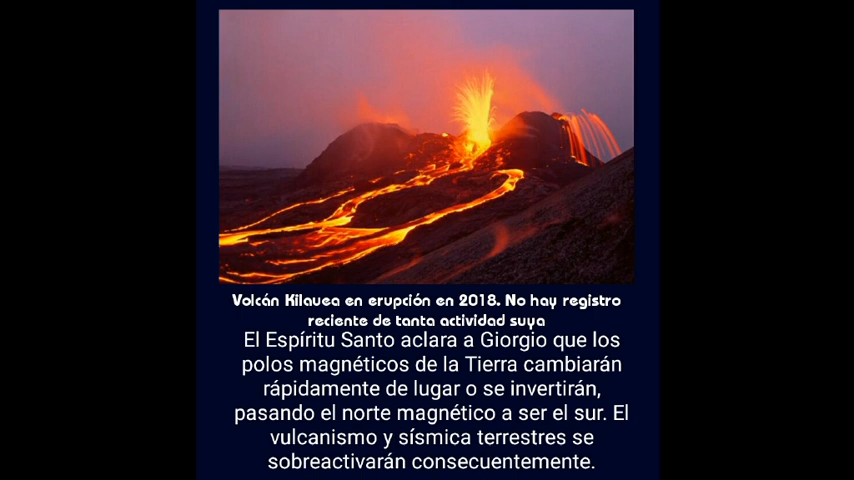 Volcán Kilauea en erupción en 2018. No hay registro
reciente de tanta actividad suya
El Espíritu Santo aclara a Giorgio que los
polos magnéticos de la Tierra cambiarán
rápidamente de lugar o se invertirán,
pasando el norte magnético a ser el sur. El
vulcanismo y sísmica terrestres se
sobreactivarán consecuentemente.